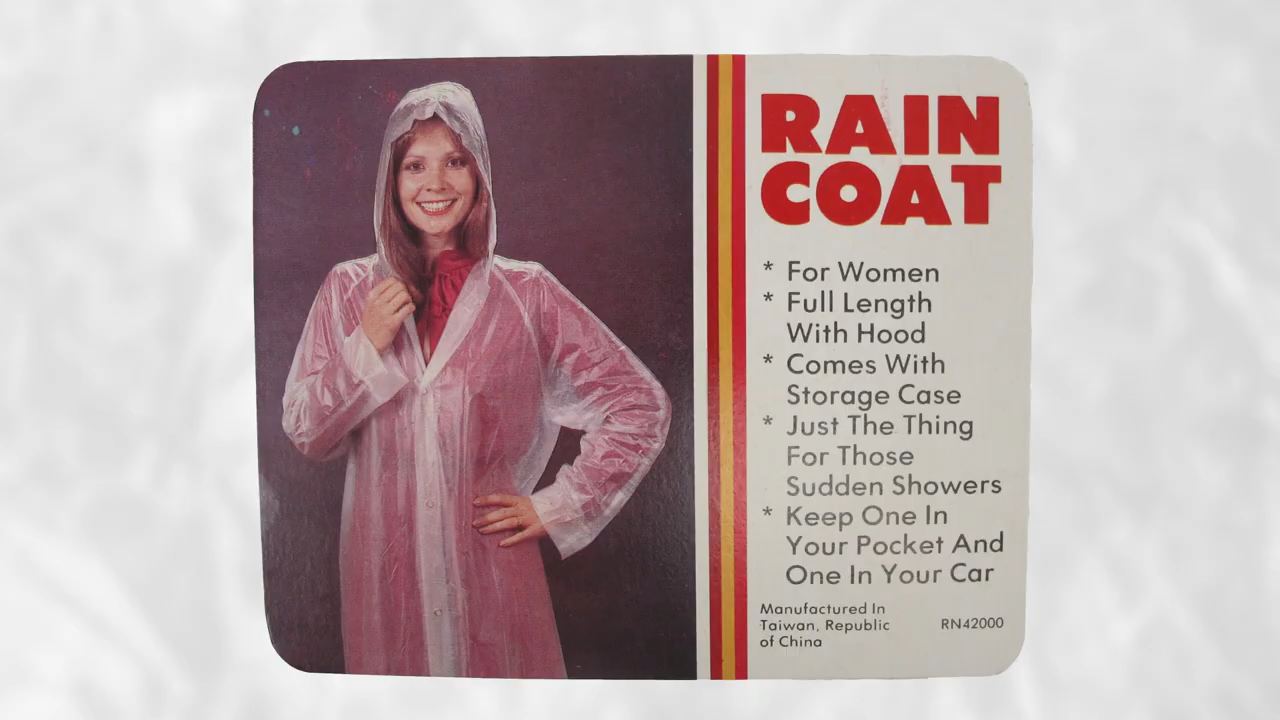 RAIN
COAT
* For Women
* Full Length
With Hood
* Comes With
Storage Case
* Just The Thing
For Those
Sudden Showers
* Keep One In
Your Pocket And
One In Your Car
Manufactured In
Taiwan, Republic
of China
RN42000